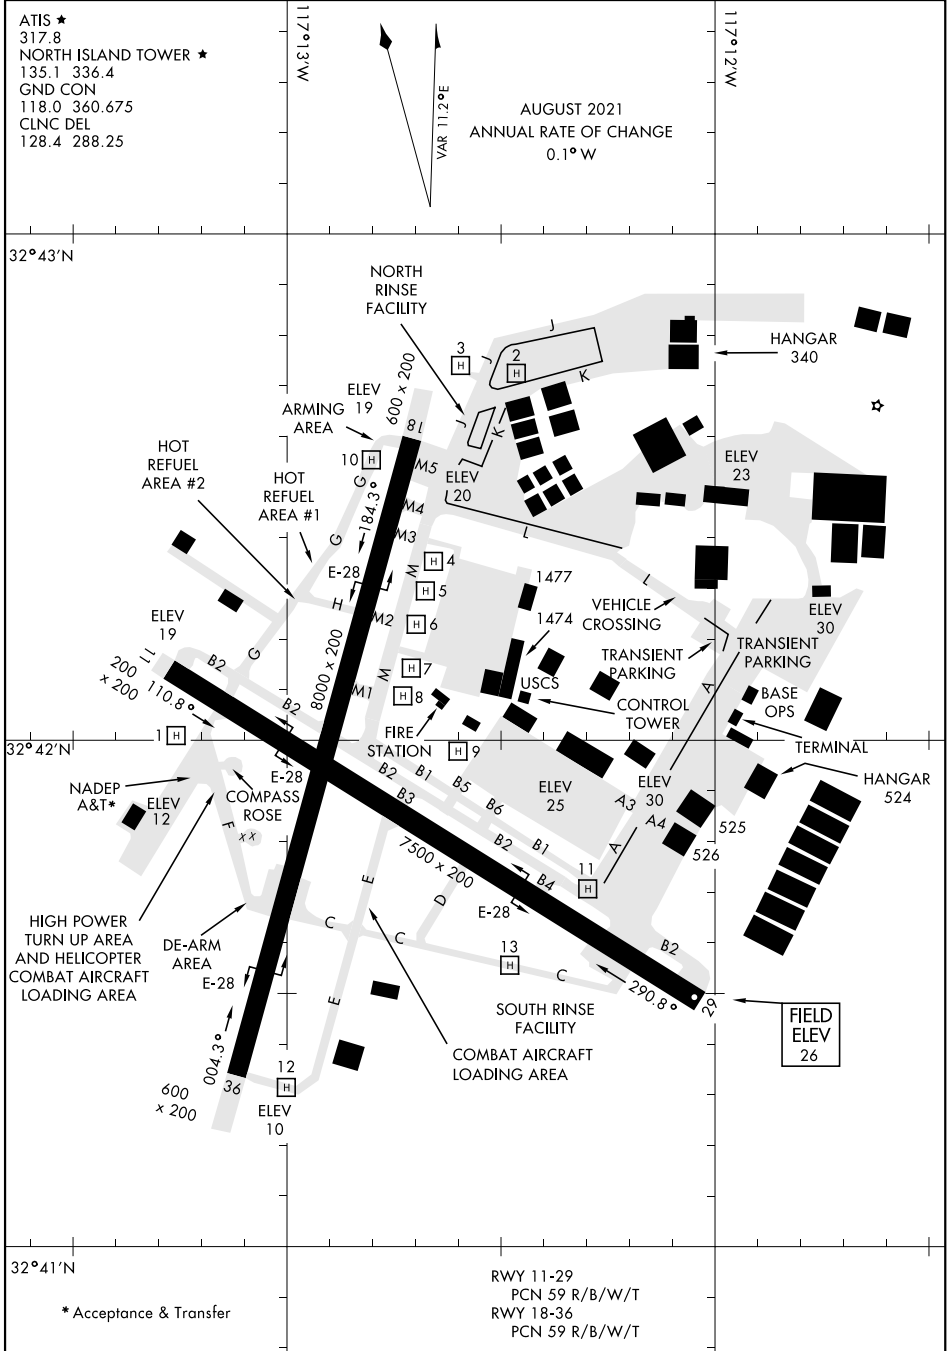 ATIS ★
317.8
NORTH ISLAND TOWER ★
135.1 336.4
GND CON
118.0 360.675
CLNC DEL
128.4 288.25
117°13'W
117°12'W
VAR 11.2°E
AUGUST 2021
ANNUAL RATE OF CHANGE
0.1° W
32°43'N
NORTH
RINSE
FACILITY
J
HANGAR
340
3
H
2
H
J
K
600 x 200
ELEV
19
ARMING
AREA
18
J
K
10
H
M5
ELEV
20
ELEV
23
HOT
REFUEL
AREA #2
HOT
REFUEL
AREA #1
G
184.3°
M4
M3
G
L
E-28
M
H
4
H
5
1477
L
H
M2
H
6
1474
VEHICLE
CROSSING
ELEV
30
ELEV
19
11
B2
G
8000 x 200
M
H
7
TRANSIENT
PARKING
TRANSIENT
PARKING
200
x 200
110.8°
B2
M1
H
8
USCS
A
BASE
OPS
CONTROL
TOWER
1
H
FIRE
STATION
H
9
TERMINAL
32°42'N
E-28
B2
B1
B5
B6
B3
NADEP
A&T*
ELEV
12
COMPASS
ROSE
ELEV
25
ELEV
30
A3
A4
HANGAR
524
525
526
F
x x
7500 x 200
B2
B1
B4
A
11
H
E
D
E-28
HIGH POWER
TURN UP AREA
AND HELICOPTER
COMBAT AIRCRAFT
LOADING AREA
DE-ARM
AREA
C
C
13
H
C
B2
E-28
E
290.8°
29
SOUTH RINSE
FACILITY
FIELD
ELEV
26
COMBAT AIRCRAFT
LOADING AREA
004.3°
36
12
H
600
x 200
ELEV
10
32°41'N
RWY 11-29
PCN 59 R/B/W/T
RWY 18-36
PCN 59 R/B/W/T
* Acceptance & Transfer